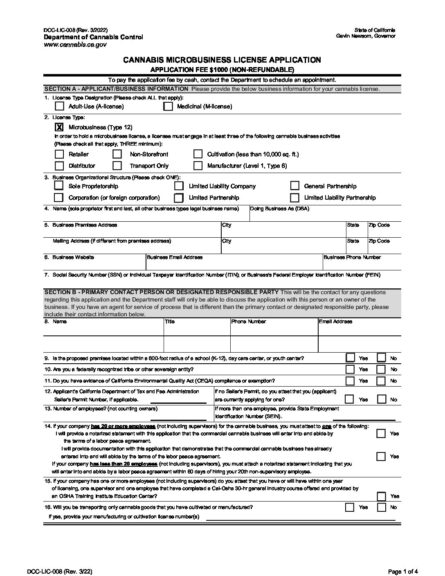 DCC-LIC-008 (Rev. 3/2022)
Department of Cannabis Control
www.cannabis.ca.gov
State of California
Gavin Newsom, Governor
CANNABIS MICROBUSINESS LICENSE APPLICATION
APPLICATION FEE $1000 (NON-REFUNDABLE)
To pay the application fee by cash, contact the Department to schedule an appointment.
SECTION A - APPLICANT/BUSINESS INFORMATION Please provide the below business information for your cannabis license.
1. License Type Designation (Please check ALL that apply):
Adult-Use (A-license) Medicinal (M-license)
2. License Type:
X Microbusiness (Type 12)
In order to hold a microbusiness license, a licensee must engage in at least three of the following cannabis business activities
(Please check all that apply, THREE minimum):
Retailer Non-Storefront Cultivation (less than 10,000 sq. ft.)
Distributor Transport Only Manufacturer (Level 1, Type 6)
3. Business Organizational Structure (Please check ONE):
Sole Proprietorship Limited Liability Company General Partnership
Corporation (or foreign corporation) Limited Partnership Limited Liability Partnership
4. Name (sole proprietor first and last, all other business types legal business name) Doing Business As (DBA)
5. Business Premises Address City State Zip Code
Mailing Address (if different from premises address) City State Zip Code
6. Business Website Business Email Address Business Phone Number
7. Social Security Number (SSN) or Individual Taxpayer Identification Number (ITIN); or Business's Federal Employer Identification Number (FEIN)
SECTION B - PRIMARY CONTACT PERSON OR DESIGNATED RESPONSIBLE PARTY This will be the contact for any questions
regarding this application and the Department staff will only be able to discuss the application with this person or an owner of the
business. If you have an agent for service of process that is different than the primary contact or designated responsible party, please
include their contact information below.
8. Name Title Phone Number Email Address
9. Is the proposed premises located within a 600-foot radius of a school (K-12), day care center, or youth center? Yes No
10. Are you a federally recognized tribe or other sovereign entity? Yes No
11. Do you have evidence of California Environmental Quality Act (CEQA) compliance or exemption? Yes No
12. Applicant's California Department of Tax and Fee Administration
Seller's Permit Number, if applicable.
If no Seller's Permit, do you attest that you (applicant)
are currently applying for one? Yes No
13. Number of employees? (not counting owners)
If more than one employee, provide State Employment
Identification Number (SEIN).
14. If your company has 20 or more employees (not including supervisors) for the cannabis business, you must attest to one of the following:
I will provide a notarized statement with this application that the commercial cannabis business will enter into and abide by
the terms of a labor peace agreement. Yes
I will provide documentation with this application that demonstrates that the commercial cannabis business has already
entered into and will abide by the terms of the labor peace agreement. Yes
If your company has less than 20 employees (not including supervisors), you must attach a notarized statement indicating that you
will enter into and abide by a labor peace agreement within 60 days of hiring your 20th non-supervisory employee.
15. If your company has one or more employees (not including supervisors) do you attest that you have or will have within one year
of licensing, one supervisor and one employee that have completed a Cal-Osha 30-hr general industry course offered and provided by
an OSHA Training Institute Education Center? Yes
16. Will you be transporting only cannabis goods that you have cultivated or manufactured? Yes No
If yes, provide your manufacturing or cultivation license number(s)
DCC-LIC-008 (Rev. 3/22)
Page 1 of 4